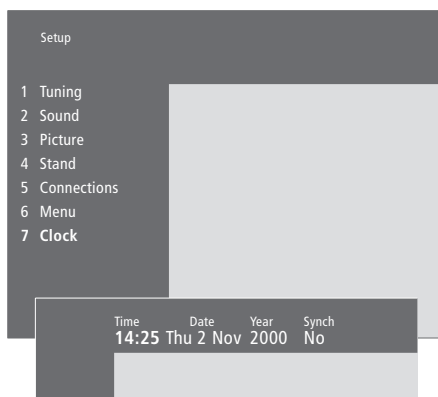 Setup
1 Tuning
2 Sound
3 Picture
4 Stand
5 Connections
6 Menu
7 Clock
Time Date Year Synch
14:25 Thu 2 Nov 2000 No